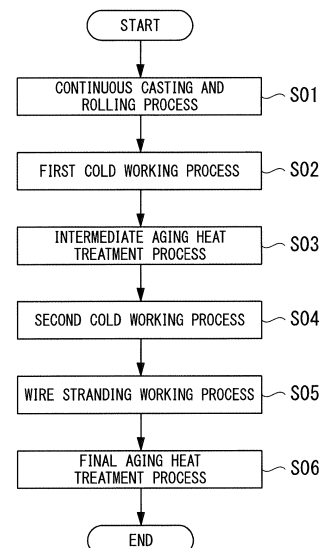 START
CONTINUOUS CASTING AND
ROLLING PROCESS
S01
FIRST COLD WORKING PROCESS
S02
INTERMEDIATE AGING HEAT
TREATMENT PROCESS
S03
SECOND COLD WORKING PROCESS
S04
WIRE STRANDING WORKING PROCESS
S05
FINAL AGING HEAT
TREATMENT PROCESS
S06
END